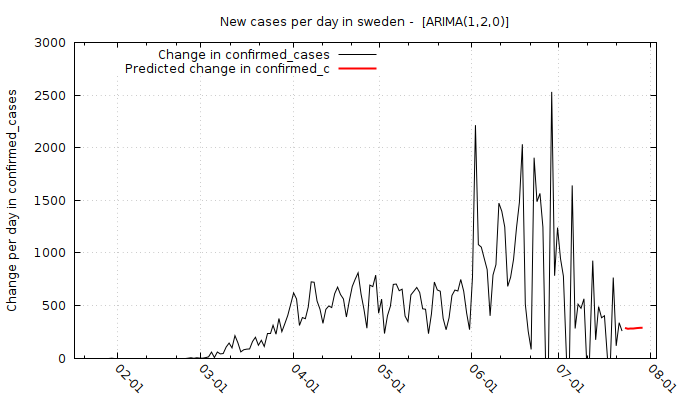 New cases per day in sweden -  [ARIMA(1,2,0)]
Change in confirmed_cases
Predicted change in confirmed_c
Change per day in confirmed_cases
3000
2500
2000
1500
1000
500
0
02-01 03-01 04-01 05-01 06-01 07-01 08-01